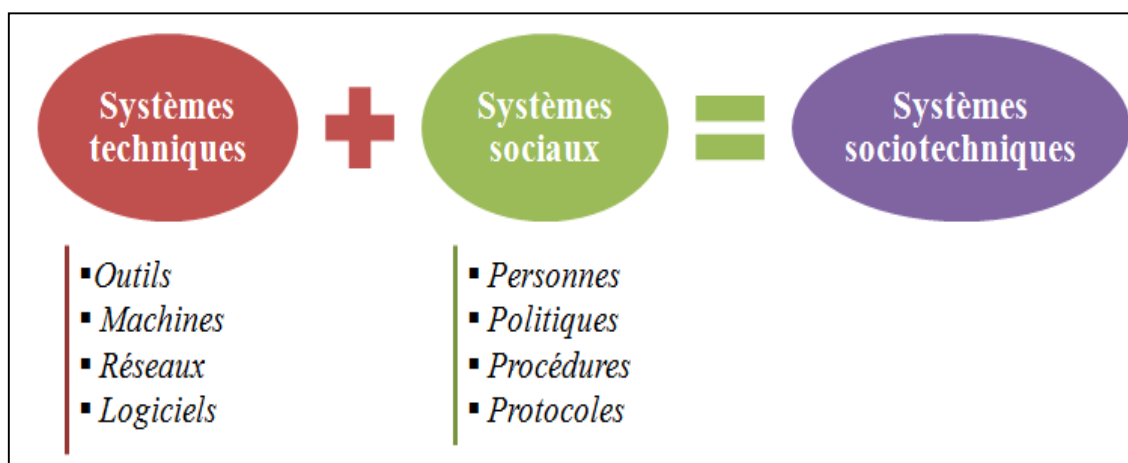 Systèmes
techniques
Systèmes
sociaux
Systèmes
sociotechniques
▪Outils
▪ Machines
▪ Réseaux
▪ Logiciels
▪ Personnes
▪ Politiques
▪ Procédures
▪ Protocoles